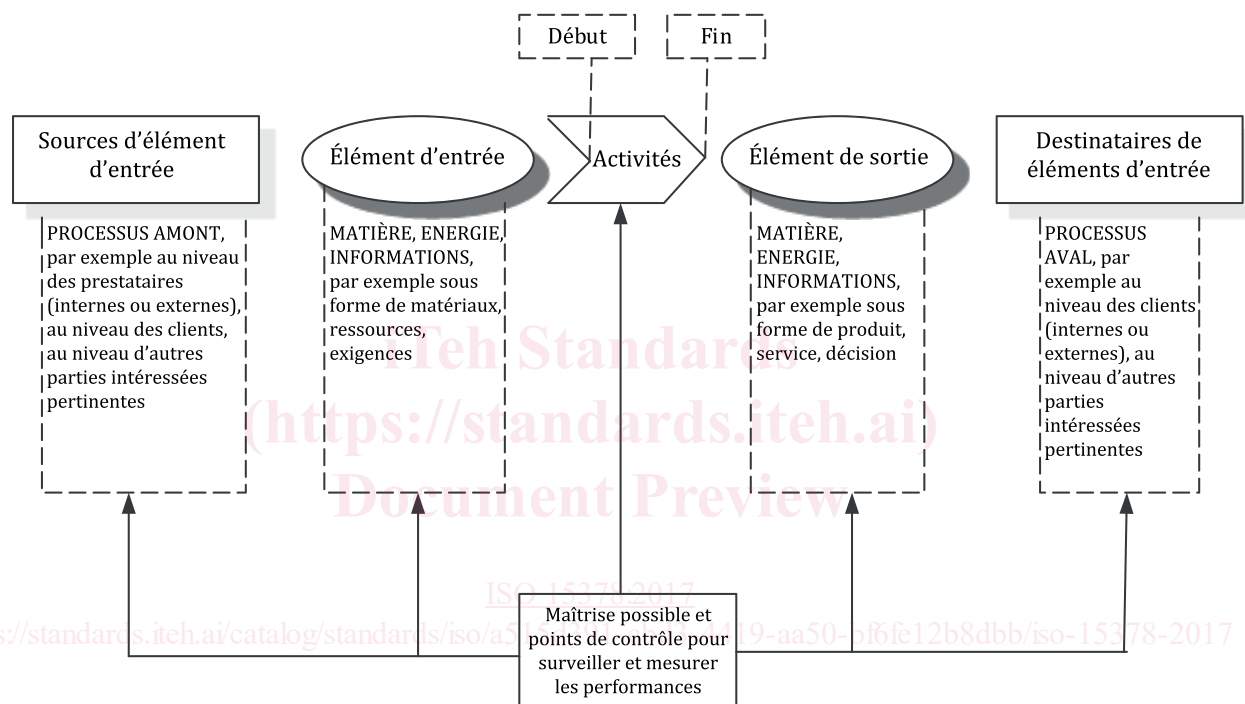 Début
Fin
Sources d’élément
d’entrée
Élément d’entrée
Activités
Élément de sortie
Destinataires de
éléments d’entrée
PROCESSUS AMONT,
par exemple au niveau
des prestataires
(internes ou externes),
au niveau des clients,
au niveau d’autres
parties intéressées
pertinentes
MATIÈRE, ENERGIE,
INFORMATIONS,
par exemple sous
forme de matériaux,
ressources,
exigences
MATIÈRE,
ENERGIE,
INFORMATIONS,
par exemple sous
forme de produit,
service, décision
PROCESSUS
AVAL, par
exemple au
niveau des clients
(internes ou
externes), au
niveau d’autres
parties
intéressées
pertinentes
iTeh Standards
(https://standards.iteh.ai)
Document Preview
ISO 15378:2017
Maîtrise possible et
points de contrôle pour
surveiller et mesurer
les performances